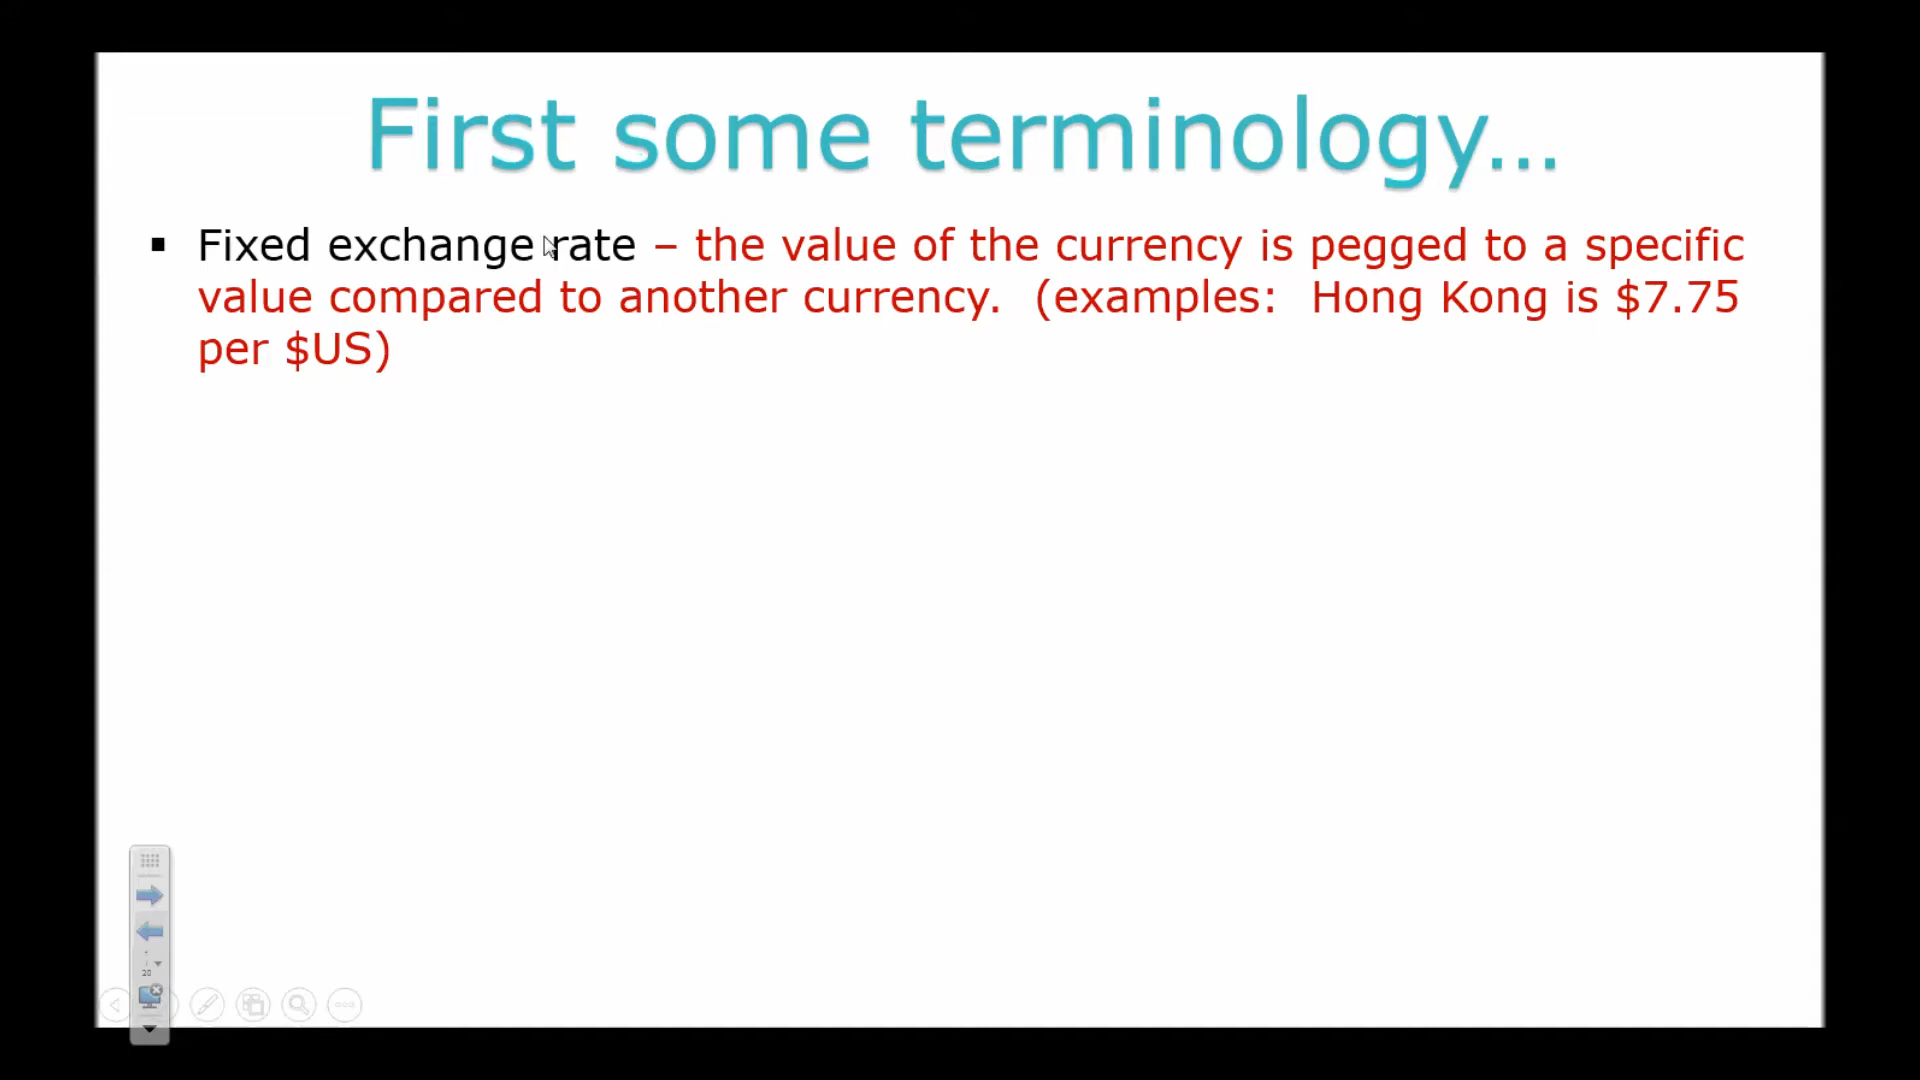 First some terminology...
▪ Fixed exchange rate – the value of the currency is pegged to a specific
value compared to another currency.  (examples:  Hong Kong is $7.75
per $US)
20